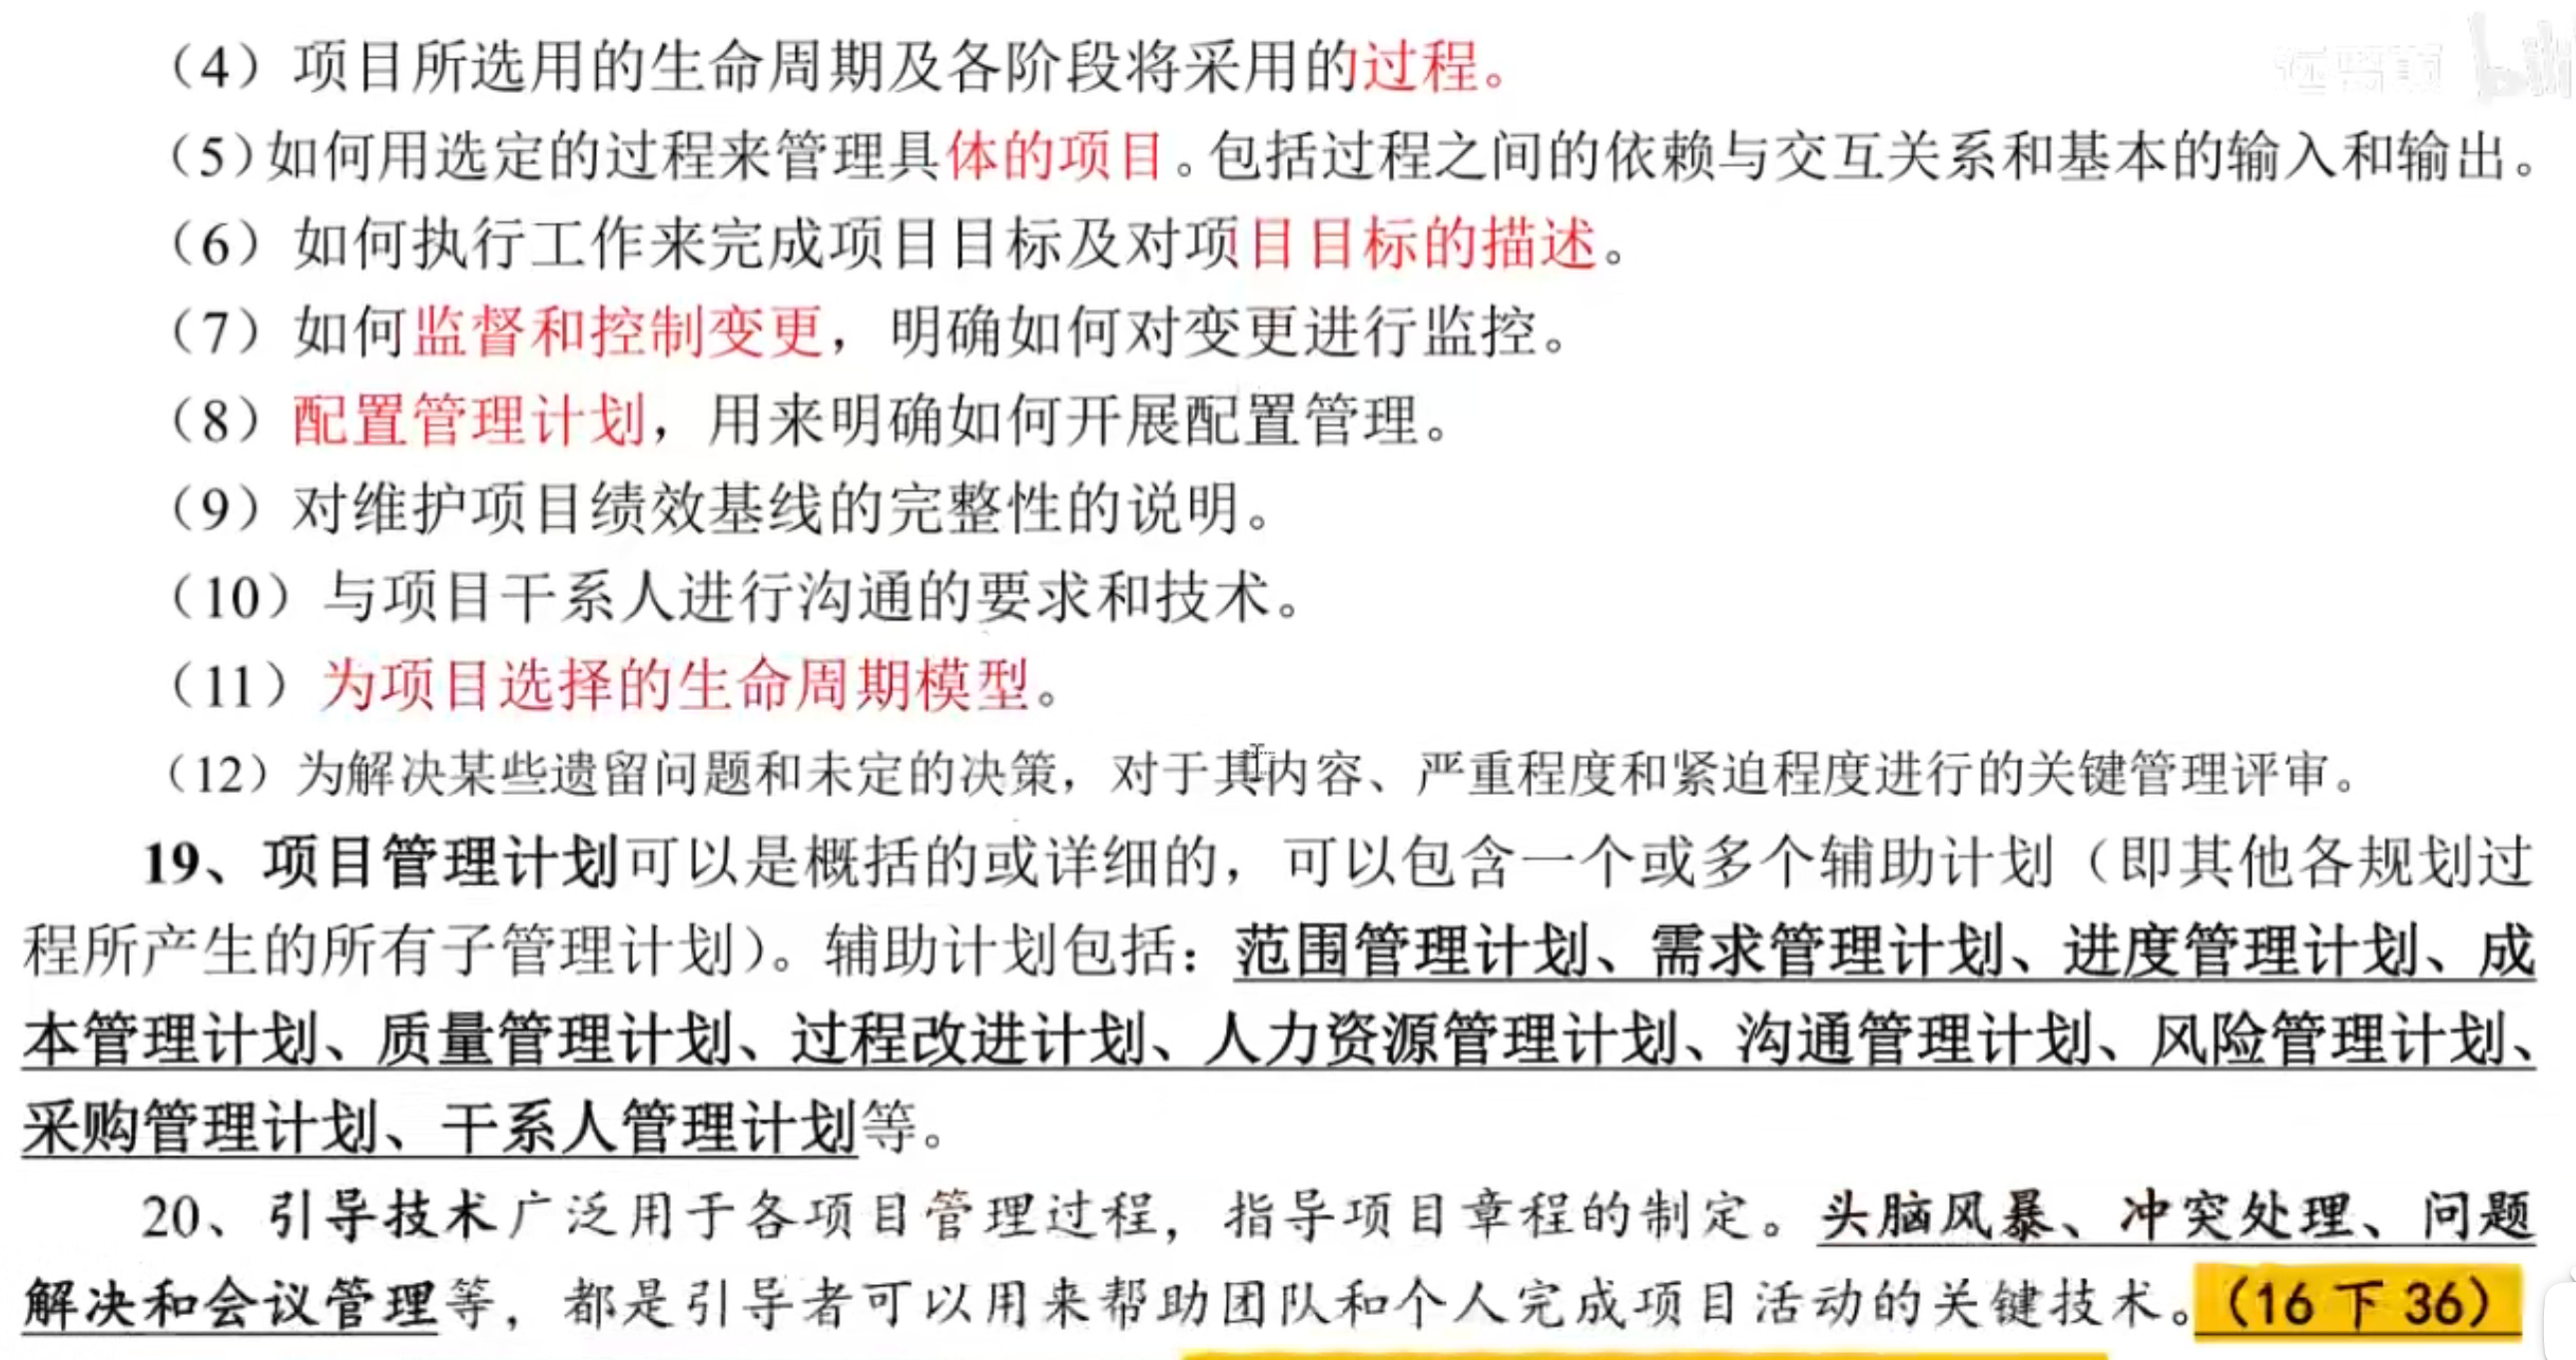 （4）项目所选用的生命周期及各阶段将采用的过程。
（5）如何用选定的过程来管理具体的项目。包括过程之间的依赖与交互关系和基本的输入和输出。
（6）如何执行工作来完成项目目标及对项目目标的描述。
（7）如何监督和控制变更，明确如何对变更进行监控。
（8）配置管理计划，用来明确如何开展配置管理。
（9）对维护项目绩效基线的完整性的说明。
（10）与项目干系人进行沟通的要求和技术。
（11）为项目选择的生命周期模型。
（12）为解决某些遗留问题和未定的决策，对于其内容、严重程度和紧迫程度进行的关键管理评审。
19、项目管理计划可以是概括的或详细的，可以包含一个或多个辅助计划（即其他各规划过
程所产生的所有子管理计划）。辅助计划包括：范围管理计划、需求管理计划、进度管理计划、成
本管理计划、质量管理计划、过程改进计划、人力资源管理计划、沟通管理计划、风险管理计划、
采购管理计划、干系人管理计划等。
20、引导技术广泛用于各项目管理过程，指导项目章程的制定。头脑风暴、冲突处理、问题
解决和会议管理等，都是引导者可以用来帮助团队和个人完成项目活动的关键技术。（16 下 36）